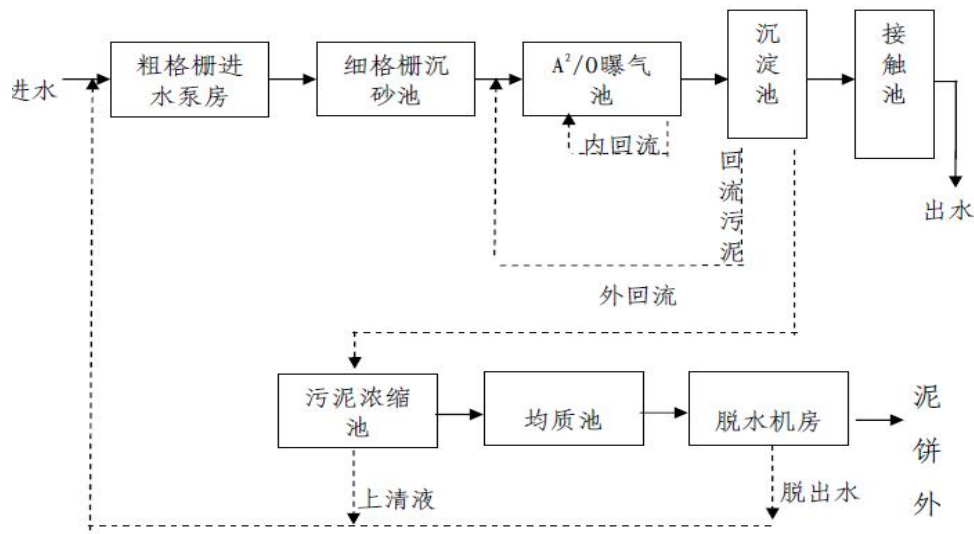 进水
粗格栅进
水泵房
细格栅沉
砂池
A²/O曝气
池
沉
淀
池
接
触
池
内回流
回
流
污
泥
出水
外回流
污泥浓缩
池
均质池
脱水机房
泥
饼
外
上清液
脱出水